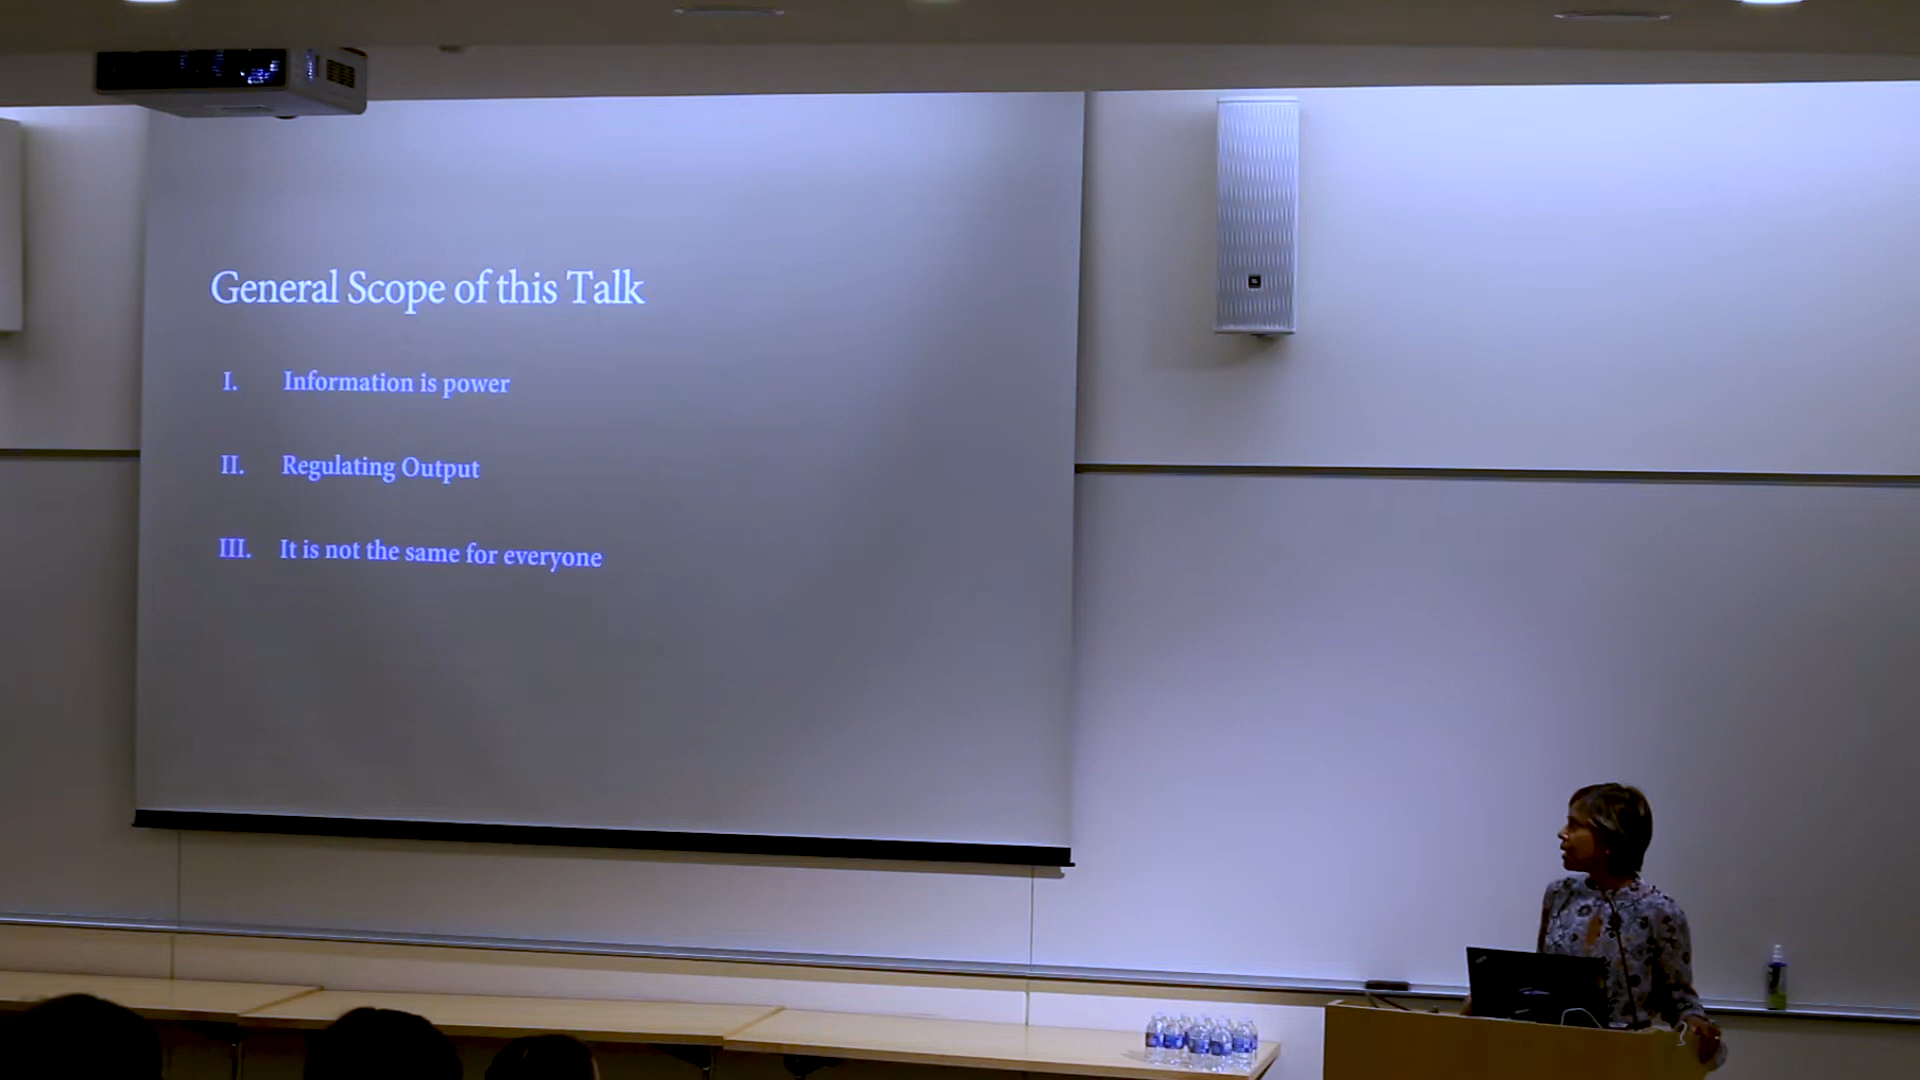 General Scope of this Talk
I. Information is power
II. Regulating Output
III. It is not the same for everyone